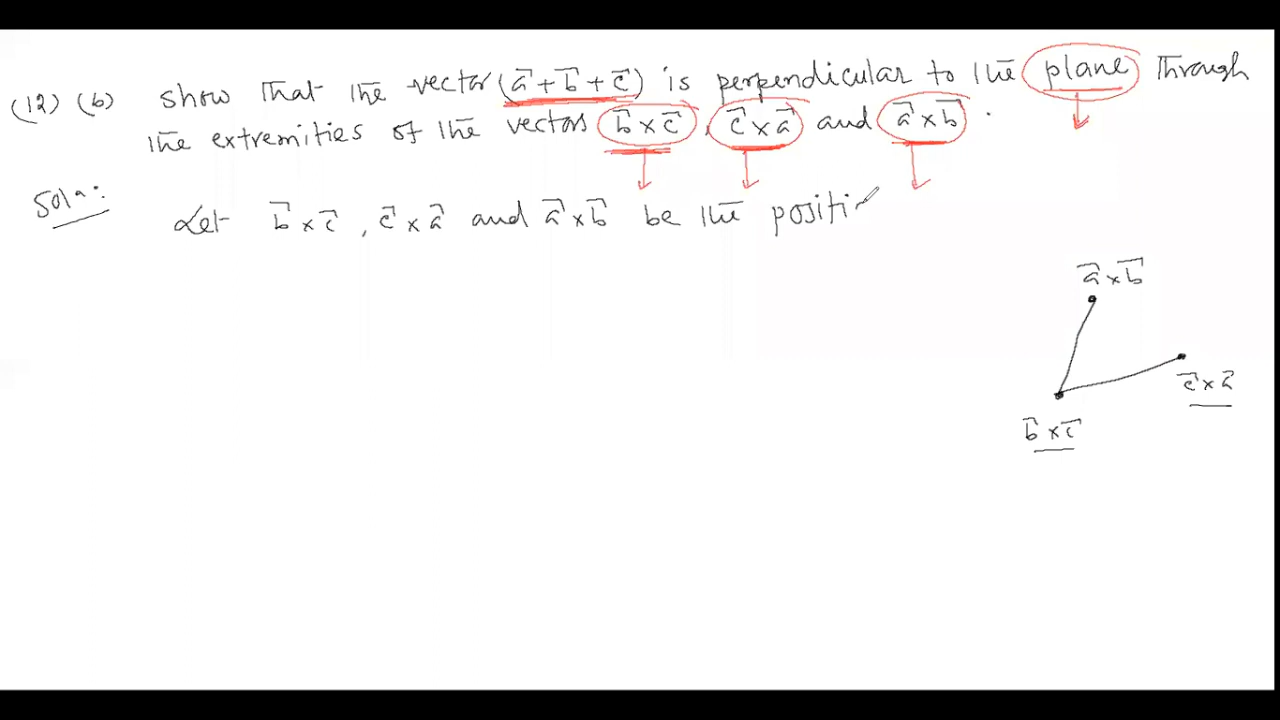 (12) (b) show that the vector (a⃗ + b⃗ + c⃗) is perpendicular to the plane through
the extremities of the vectors b⃗ × c⃗, c⃗ × a⃗ and a⃗ × b⃗.
Soln:
Let b⃗ × c⃗, c⃗ × a⃗ and a⃗ × b⃗ be the positi
a⃗ × b⃗
c⃗ × a⃗
b⃗ × c⃗